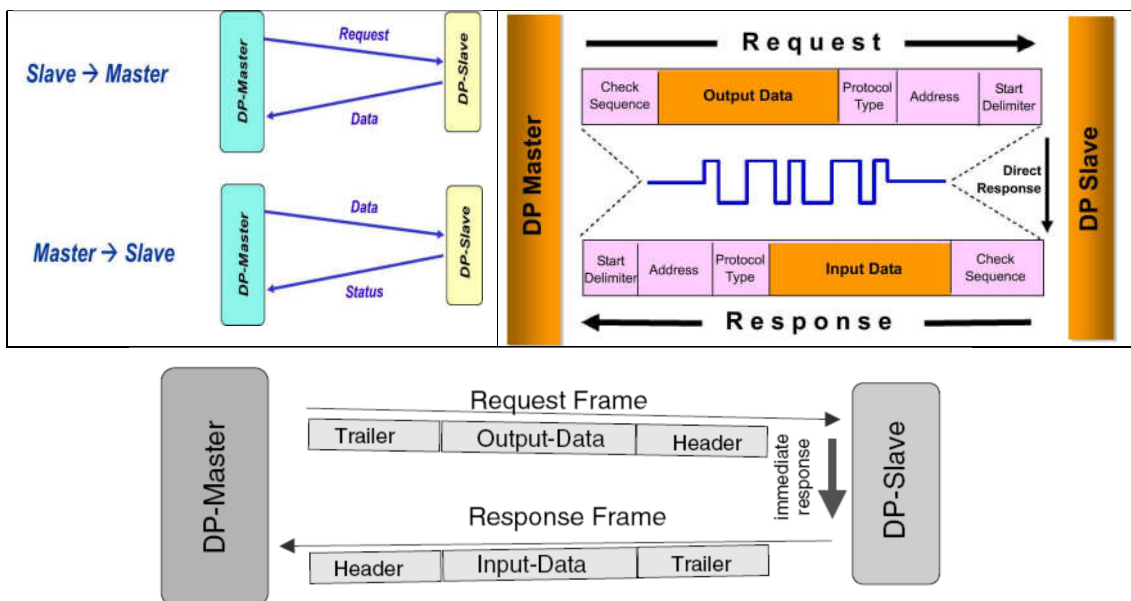 Slave → Master
DP-Master
Request
Data
DP-Slave
Master → Slave
DP-Master
Data
Status
DP-Slave
DP Master
Request
Check
Sequence
Output Data
Protocol
Type
Address
Start
Delimiter
Direct
Response
Start
Delimiter
Address
Protocol
Type
Input Data
Check
Sequence
Response
DP Slave
DP-Master
Request Frame
Trailer
Output-Data
Header
immediate
response
Response Frame
Header
Input-Data
Trailer
DP-Slave